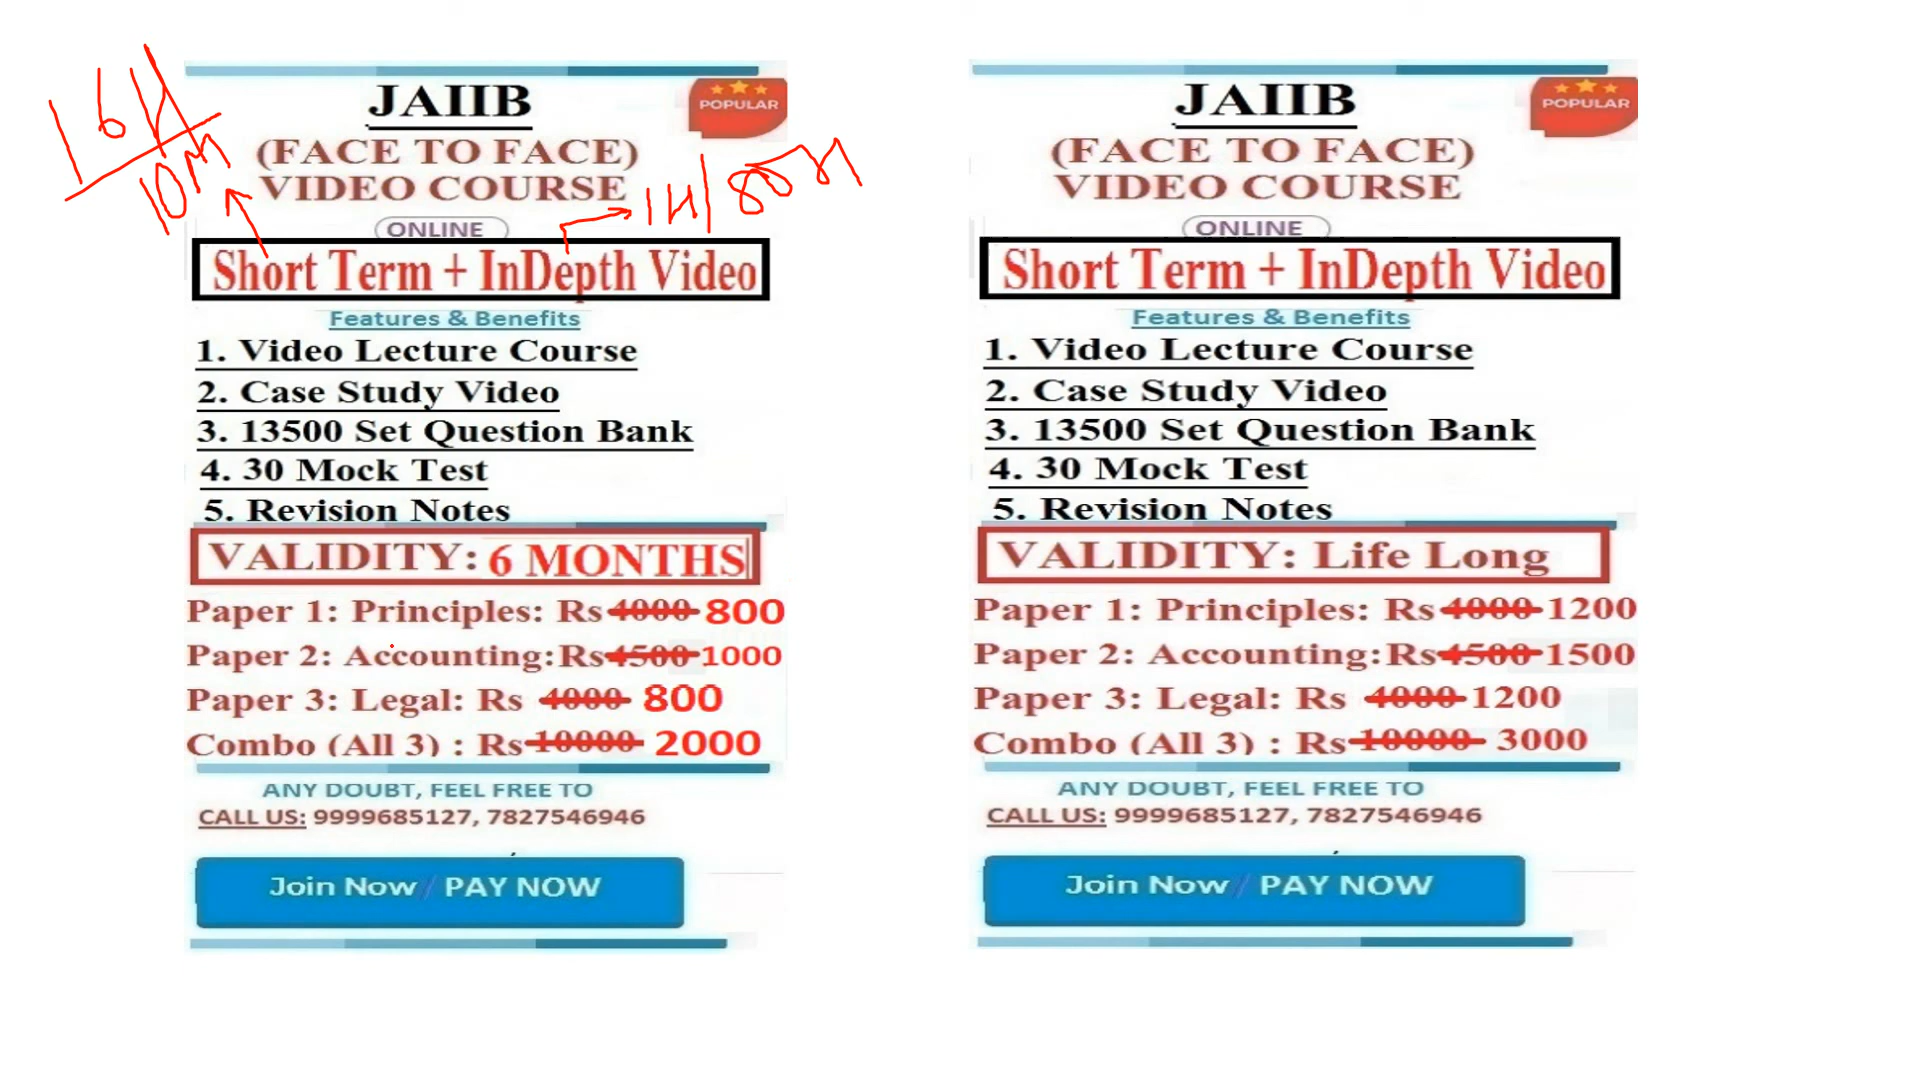 JAIIB
POPULAR
(FACE TO FACE)
VIDEO COURSE
ONLINE
Short Term + InDepth Video
Features & Benefits
1. Video Lecture Course
2. Case Study Video
3. 13500 Set Question Bank
4. 30 Mock Test
5. Revision Notes
VALIDITY: 6 MONTHS
Paper 1: Principles: Rs 4000 800
Paper 2: Accounting:Rs 4500 1000
Paper 3: Legal: Rs 4000 800
Combo (All 3) : Rs 10000 2000
ANY DOUBT, FEEL FREE TO
CALL US: 9999685127, 7827546946
Join Now / PAY NOW
JAIIB
POPULAR
(FACE TO FACE)
VIDEO COURSE
ONLINE
Short Term + InDepth Video
Features & Benefits
1. Video Lecture Course
2. Case Study Video
3. 13500 Set Question Bank
4. 30 Mock Test
5. Revision Notes
VALIDITY: Life Long
Paper 1: Principles: Rs 4000 1200
Paper 2: Accounting:Rs 4500 1500
Paper 3: Legal: Rs 4000 1200
Combo (All 3) : Rs 10000 3000
ANY DOUBT, FEEL FREE TO
CALL US: 9999685127, 7827546946
Join Now / PAY NOW